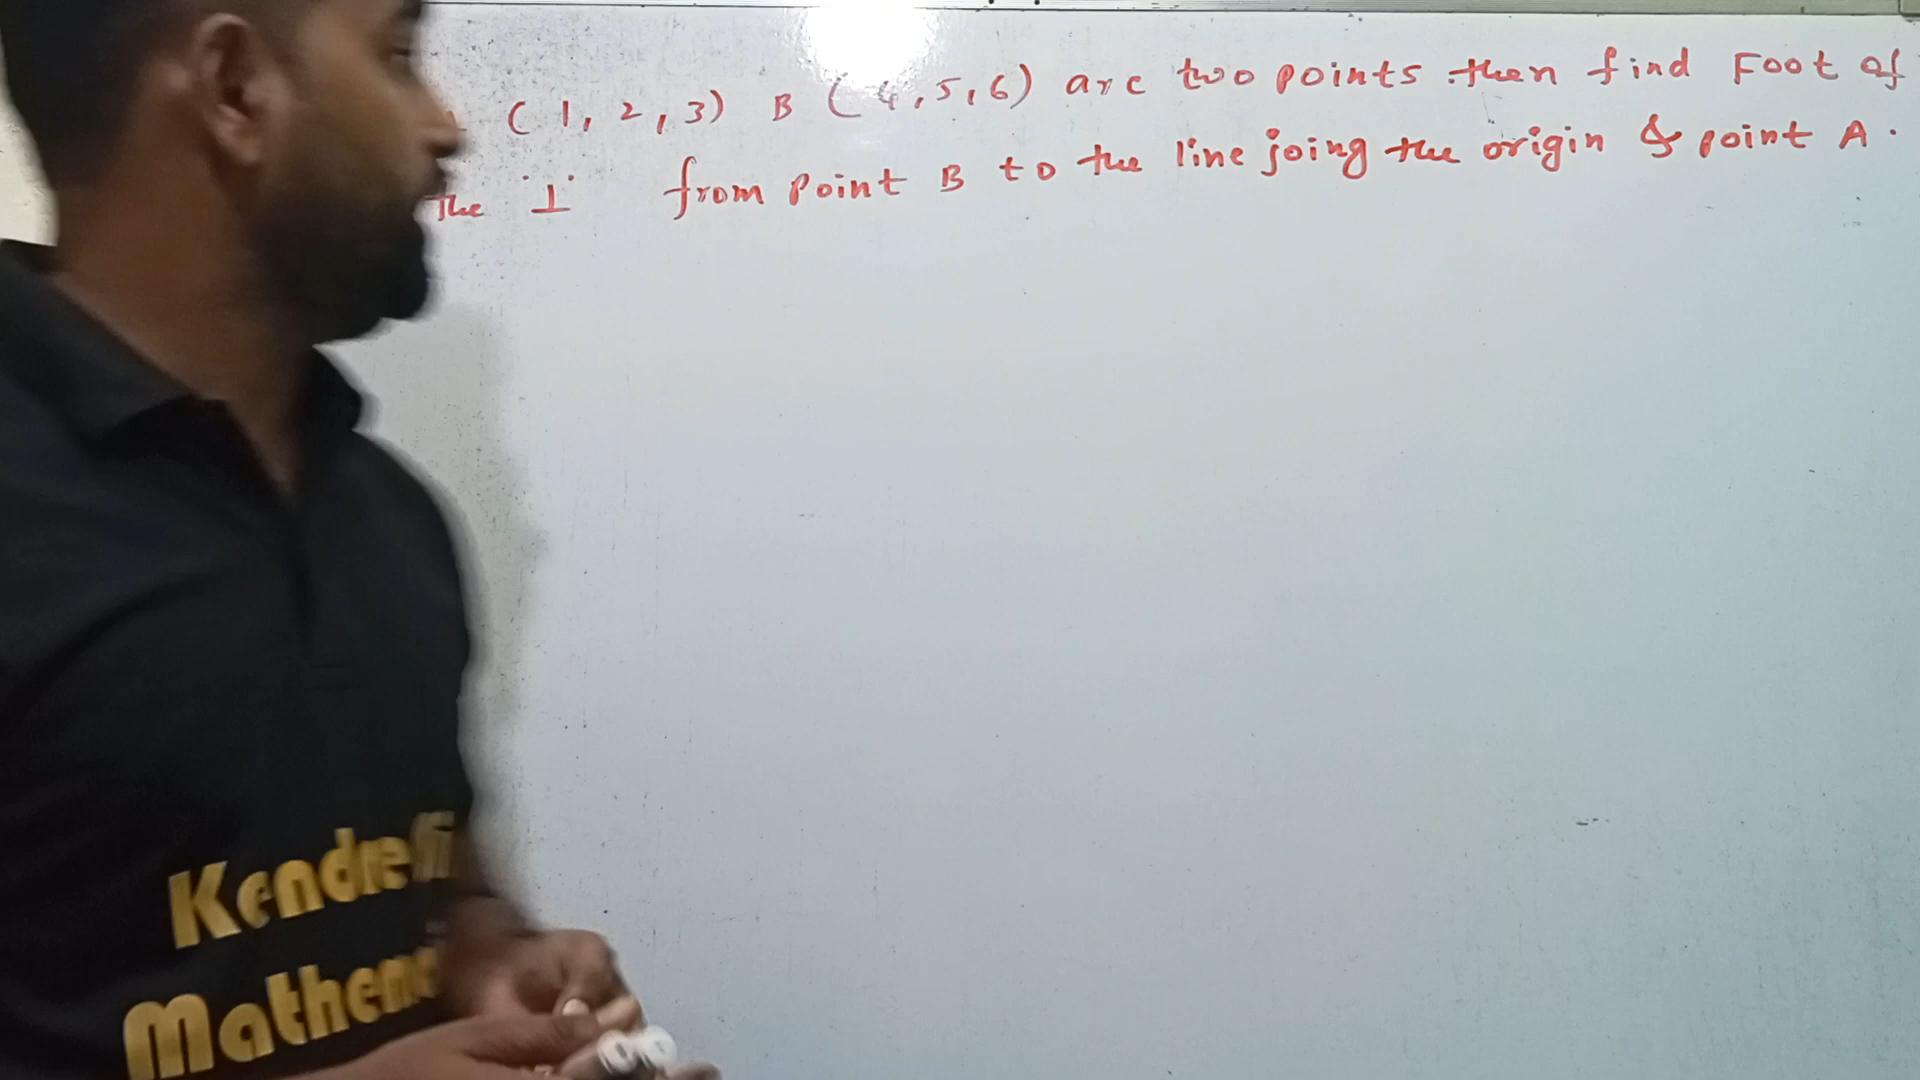 ( 1, 2, 3) B ( 4, 5, 6) are two points then find Foot of
The ⊥ from point B to the line joing the origin & point A.
Kendre
Mathem